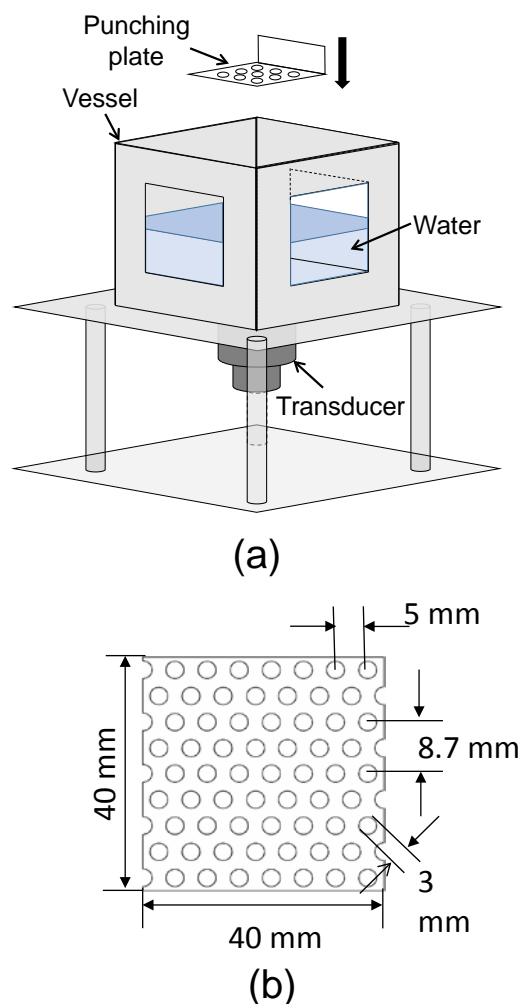 Punching
plate
Vessel
Water
Transducer
(a)
5 mm
8.7 mm
40 mm
3
mm
40 mm
(b)